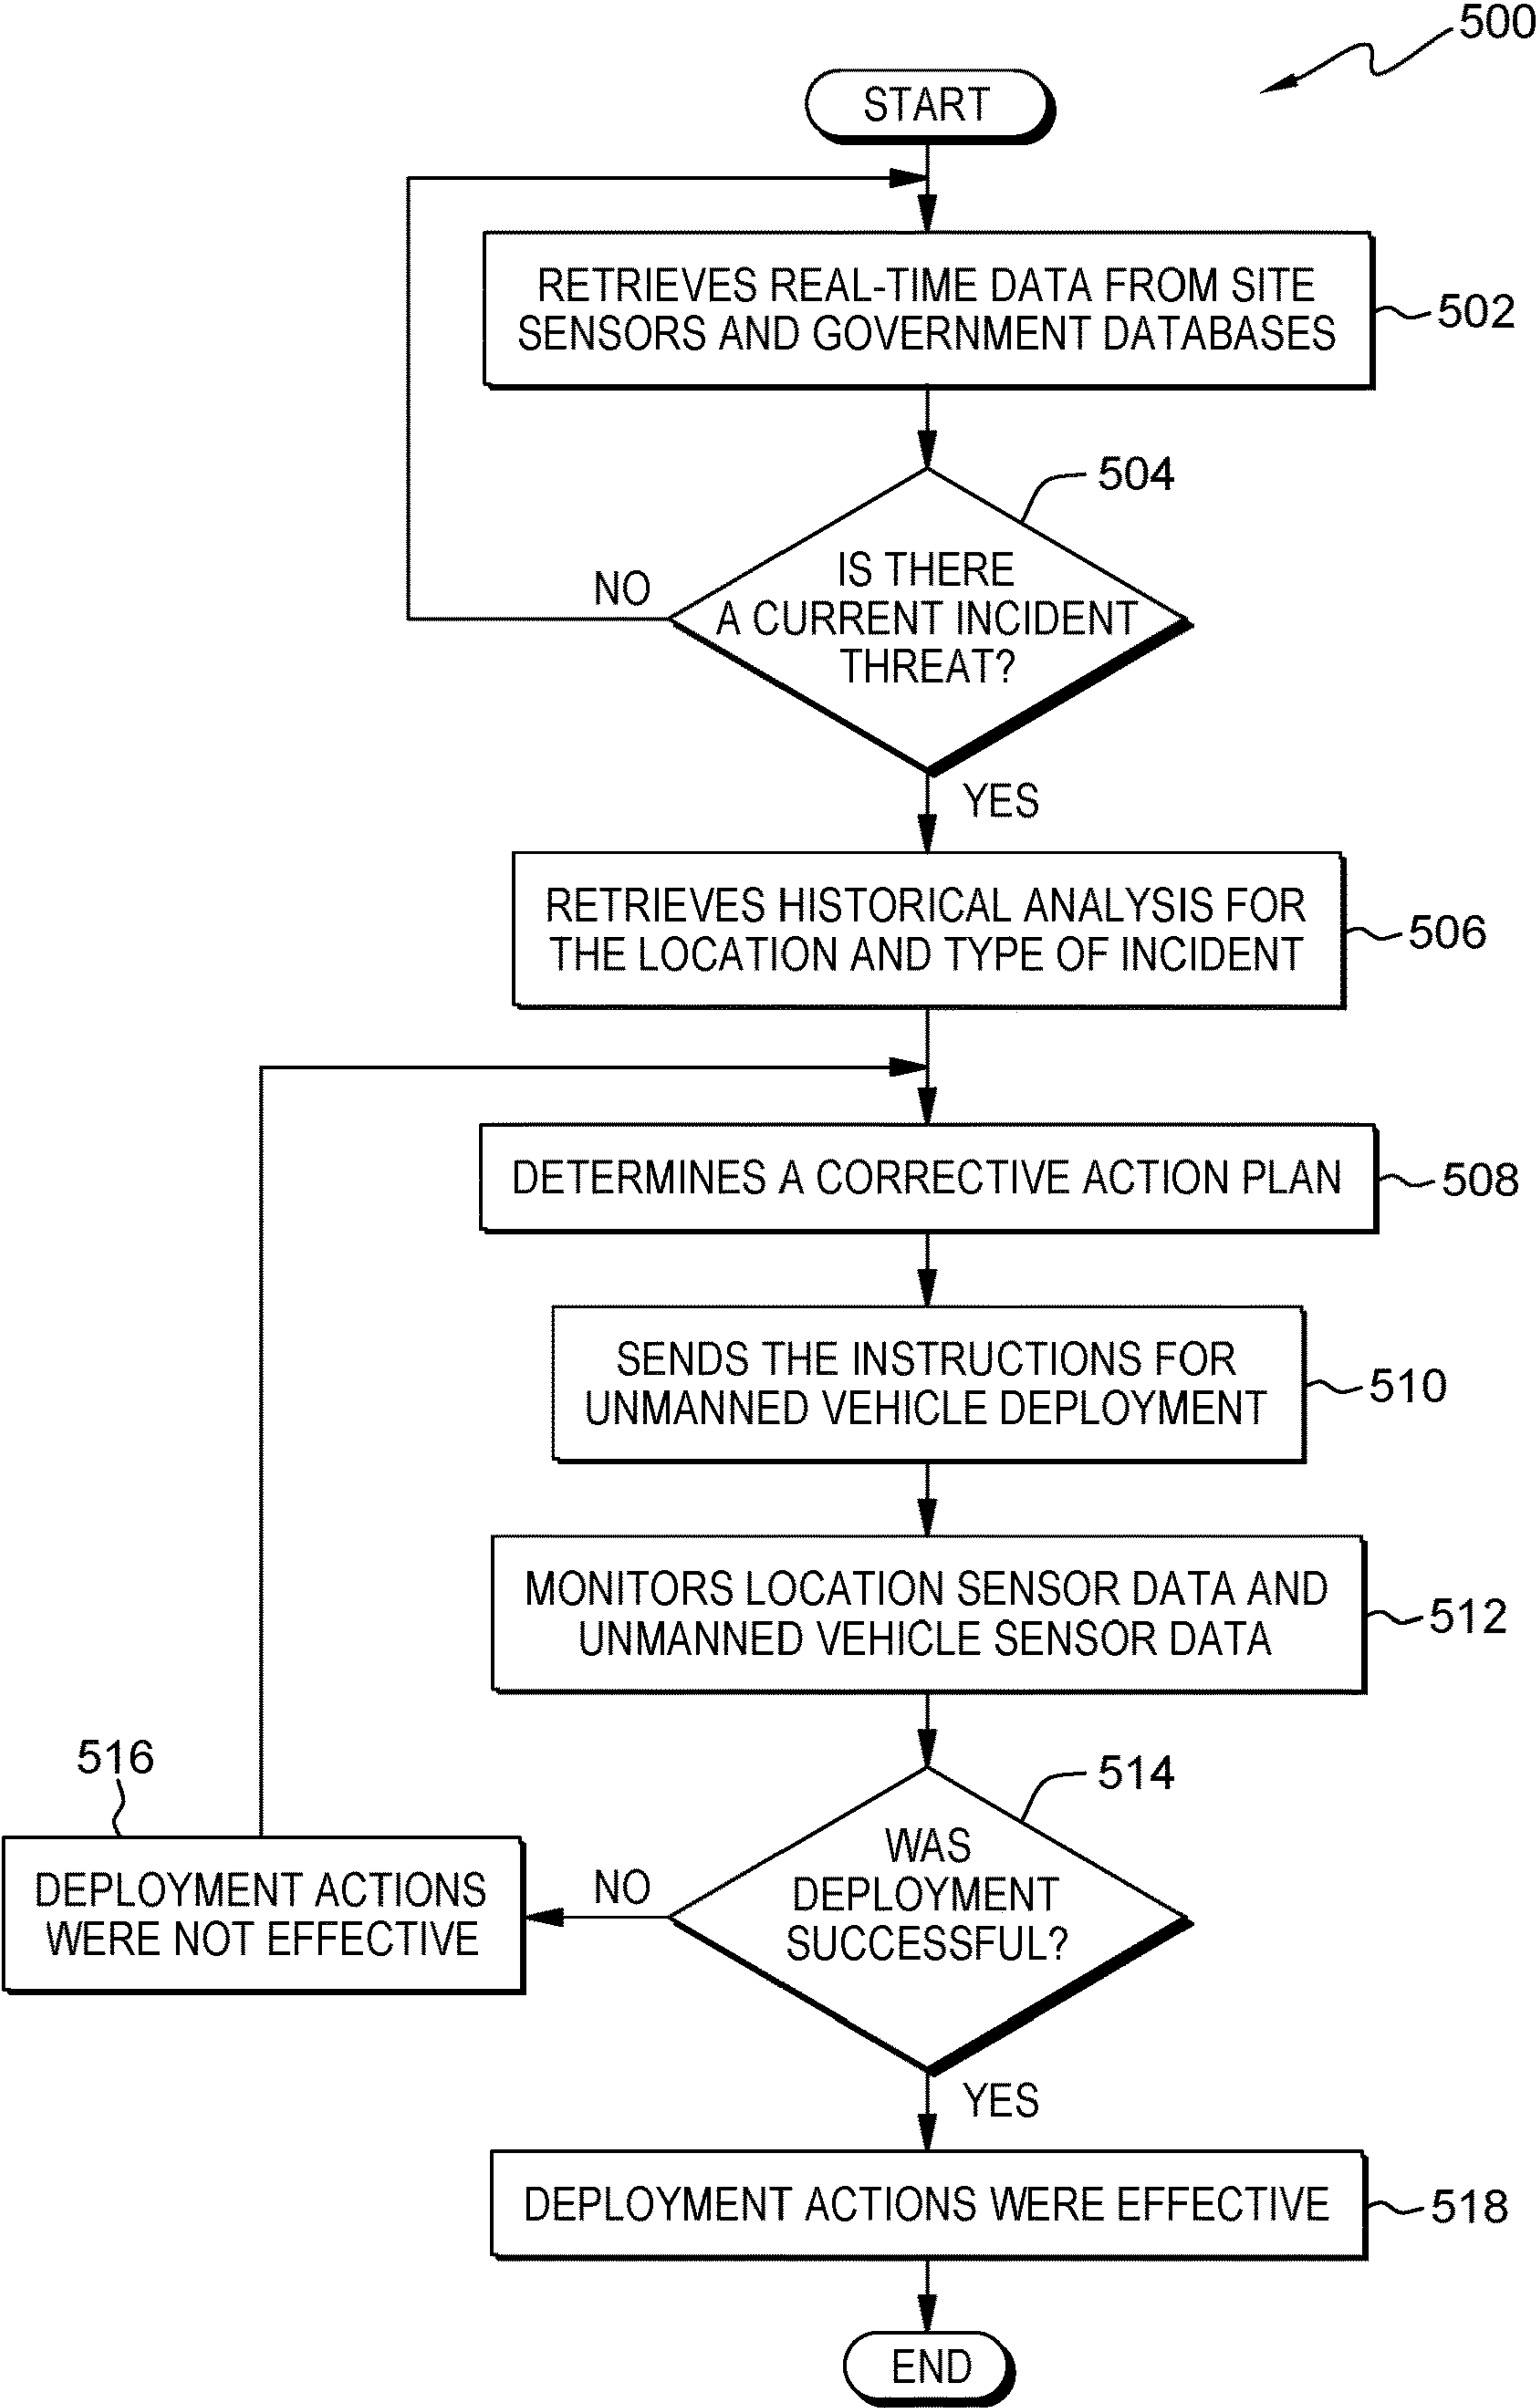 500
START
RETRIEVES REAL-TIME DATA FROM SITE
SENSORS AND GOVERNMENT DATABASES
502
504
IS THERE
A CURRENT INCIDENT
THREAT?
NO
YES
RETRIEVES HISTORICAL ANALYSIS FOR
THE LOCATION AND TYPE OF INCIDENT
506
DETERMINES A CORRECTIVE ACTION PLAN
508
SENDS THE INSTRUCTIONS FOR
UNMANNED VEHICLE DEPLOYMENT
510
MONITORS LOCATION SENSOR DATA AND
UNMANNED VEHICLE SENSOR DATA
512
514
WAS
DEPLOYMENT
SUCCESSFUL?
NO
516
DEPLOYMENT ACTIONS
WERE NOT EFFECTIVE
YES
DEPLOYMENT ACTIONS WERE EFFECTIVE
518
END